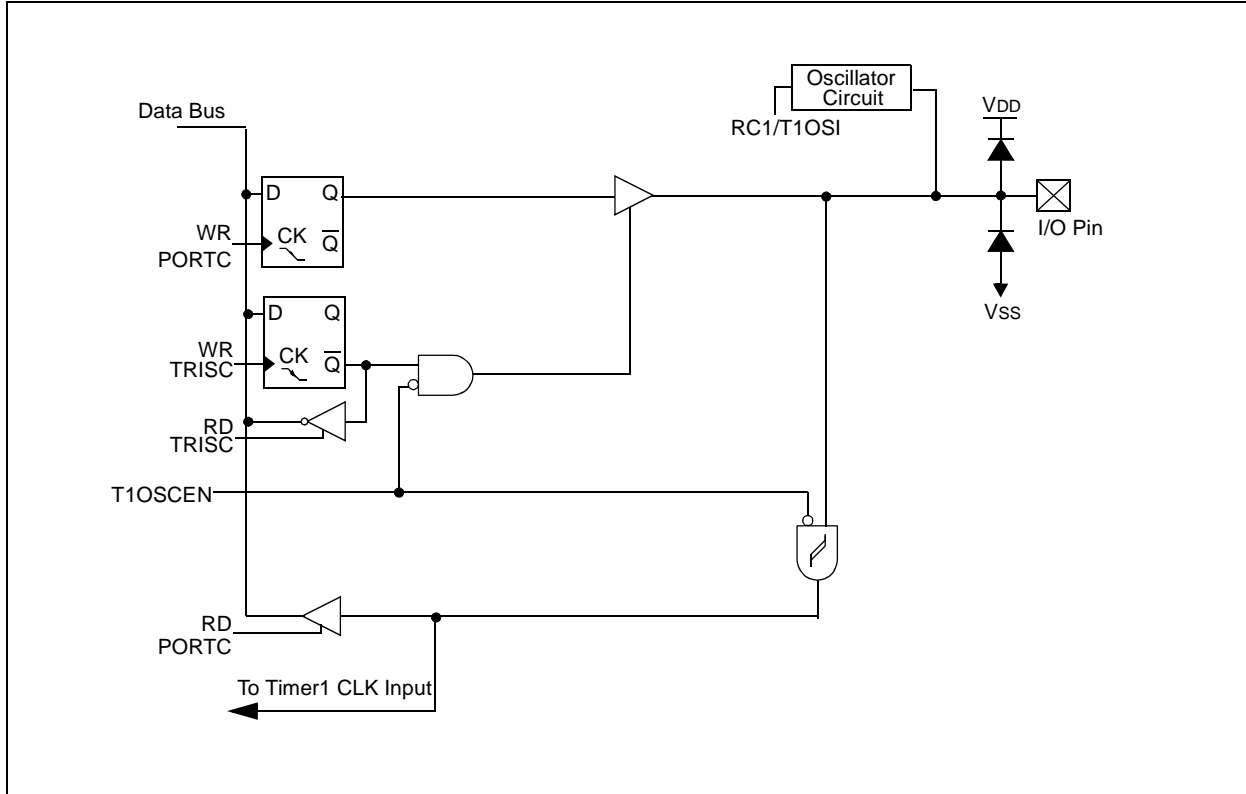 Oscillator
Circuit
RC1/T1OSI
VDD
Data Bus
D Q
CK Q̅
WR
PORTC
I/O Pin
VSS
D Q
CK Q̅
WR
TRISC
RD
TRISC
T1OSCEN
RD
PORTC
To Timer1 CLK Input